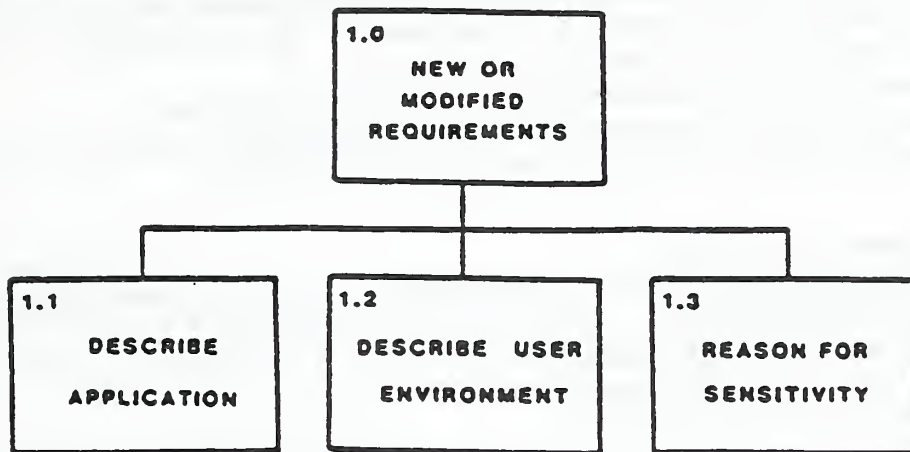 1.0
NEW OR
MODIFIED
REQUIREMENTS
1.1
DESCRIBE
APPLICATION
1.2
DESCRIBE USER
ENVIRONMENT
1.3
REASON FOR
SENSITIVITY